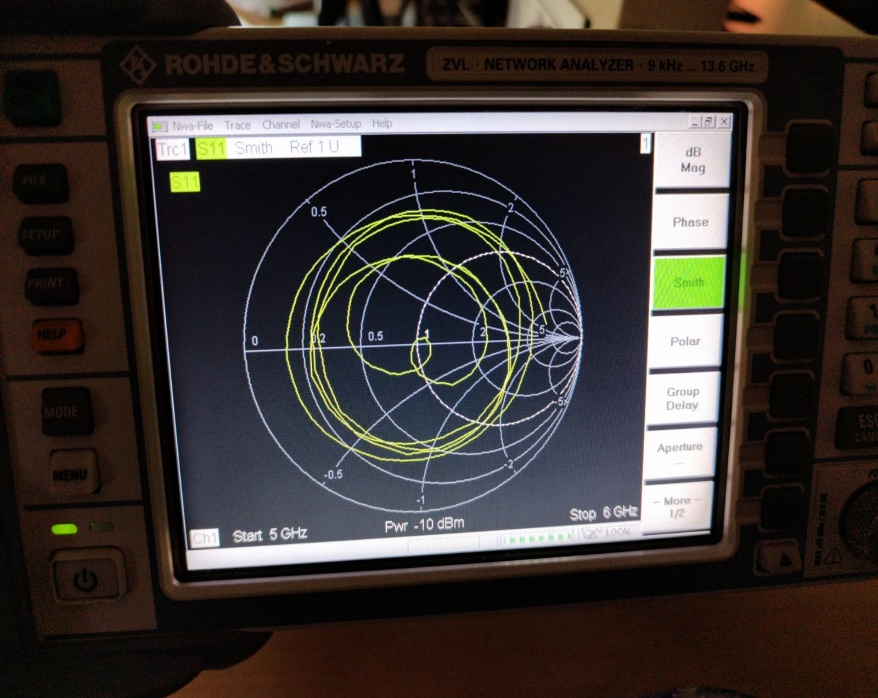 ROHDE&SCHWARZ
ZVL · NETWORK ANALYZER · 9 kHz ... 13.6 GHz
Nwa-File Trace Channel Nwa-Setup Help
Trc1 S11 Smith Ref 1 U
1
S11
dB
Mag
Phase
Smith
Polar
Group
Delay
Aperture
...
– More –
1/2
1
0.5
2
5
0
0.5
1
2
5
-5
-0.5
-2
-1
Ch1 Start 5 GHz
Pwr -10 dBm
Stop 6 GHz
LOCAL
FILE
SETUP
PRINT
HELP
MODE
MENU